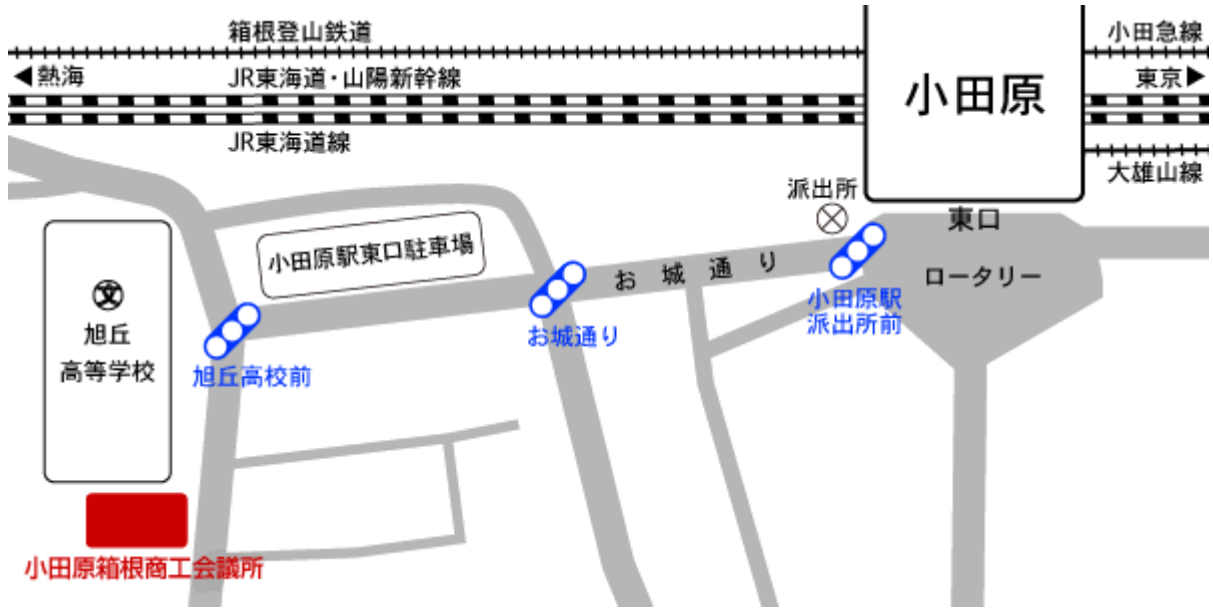 箱根登山鉄道
小田急線
◀熱海
JR東海道・山陽新幹線
小田原
東京▶
JR東海道線
大雄山線
派出所
東口
小田原駅東口駐車場
お城通り
ロータリー
文
旭丘
高等学校
小田原駅
派出所前
お城通り
旭丘高校前
小田原箱根商工会議所